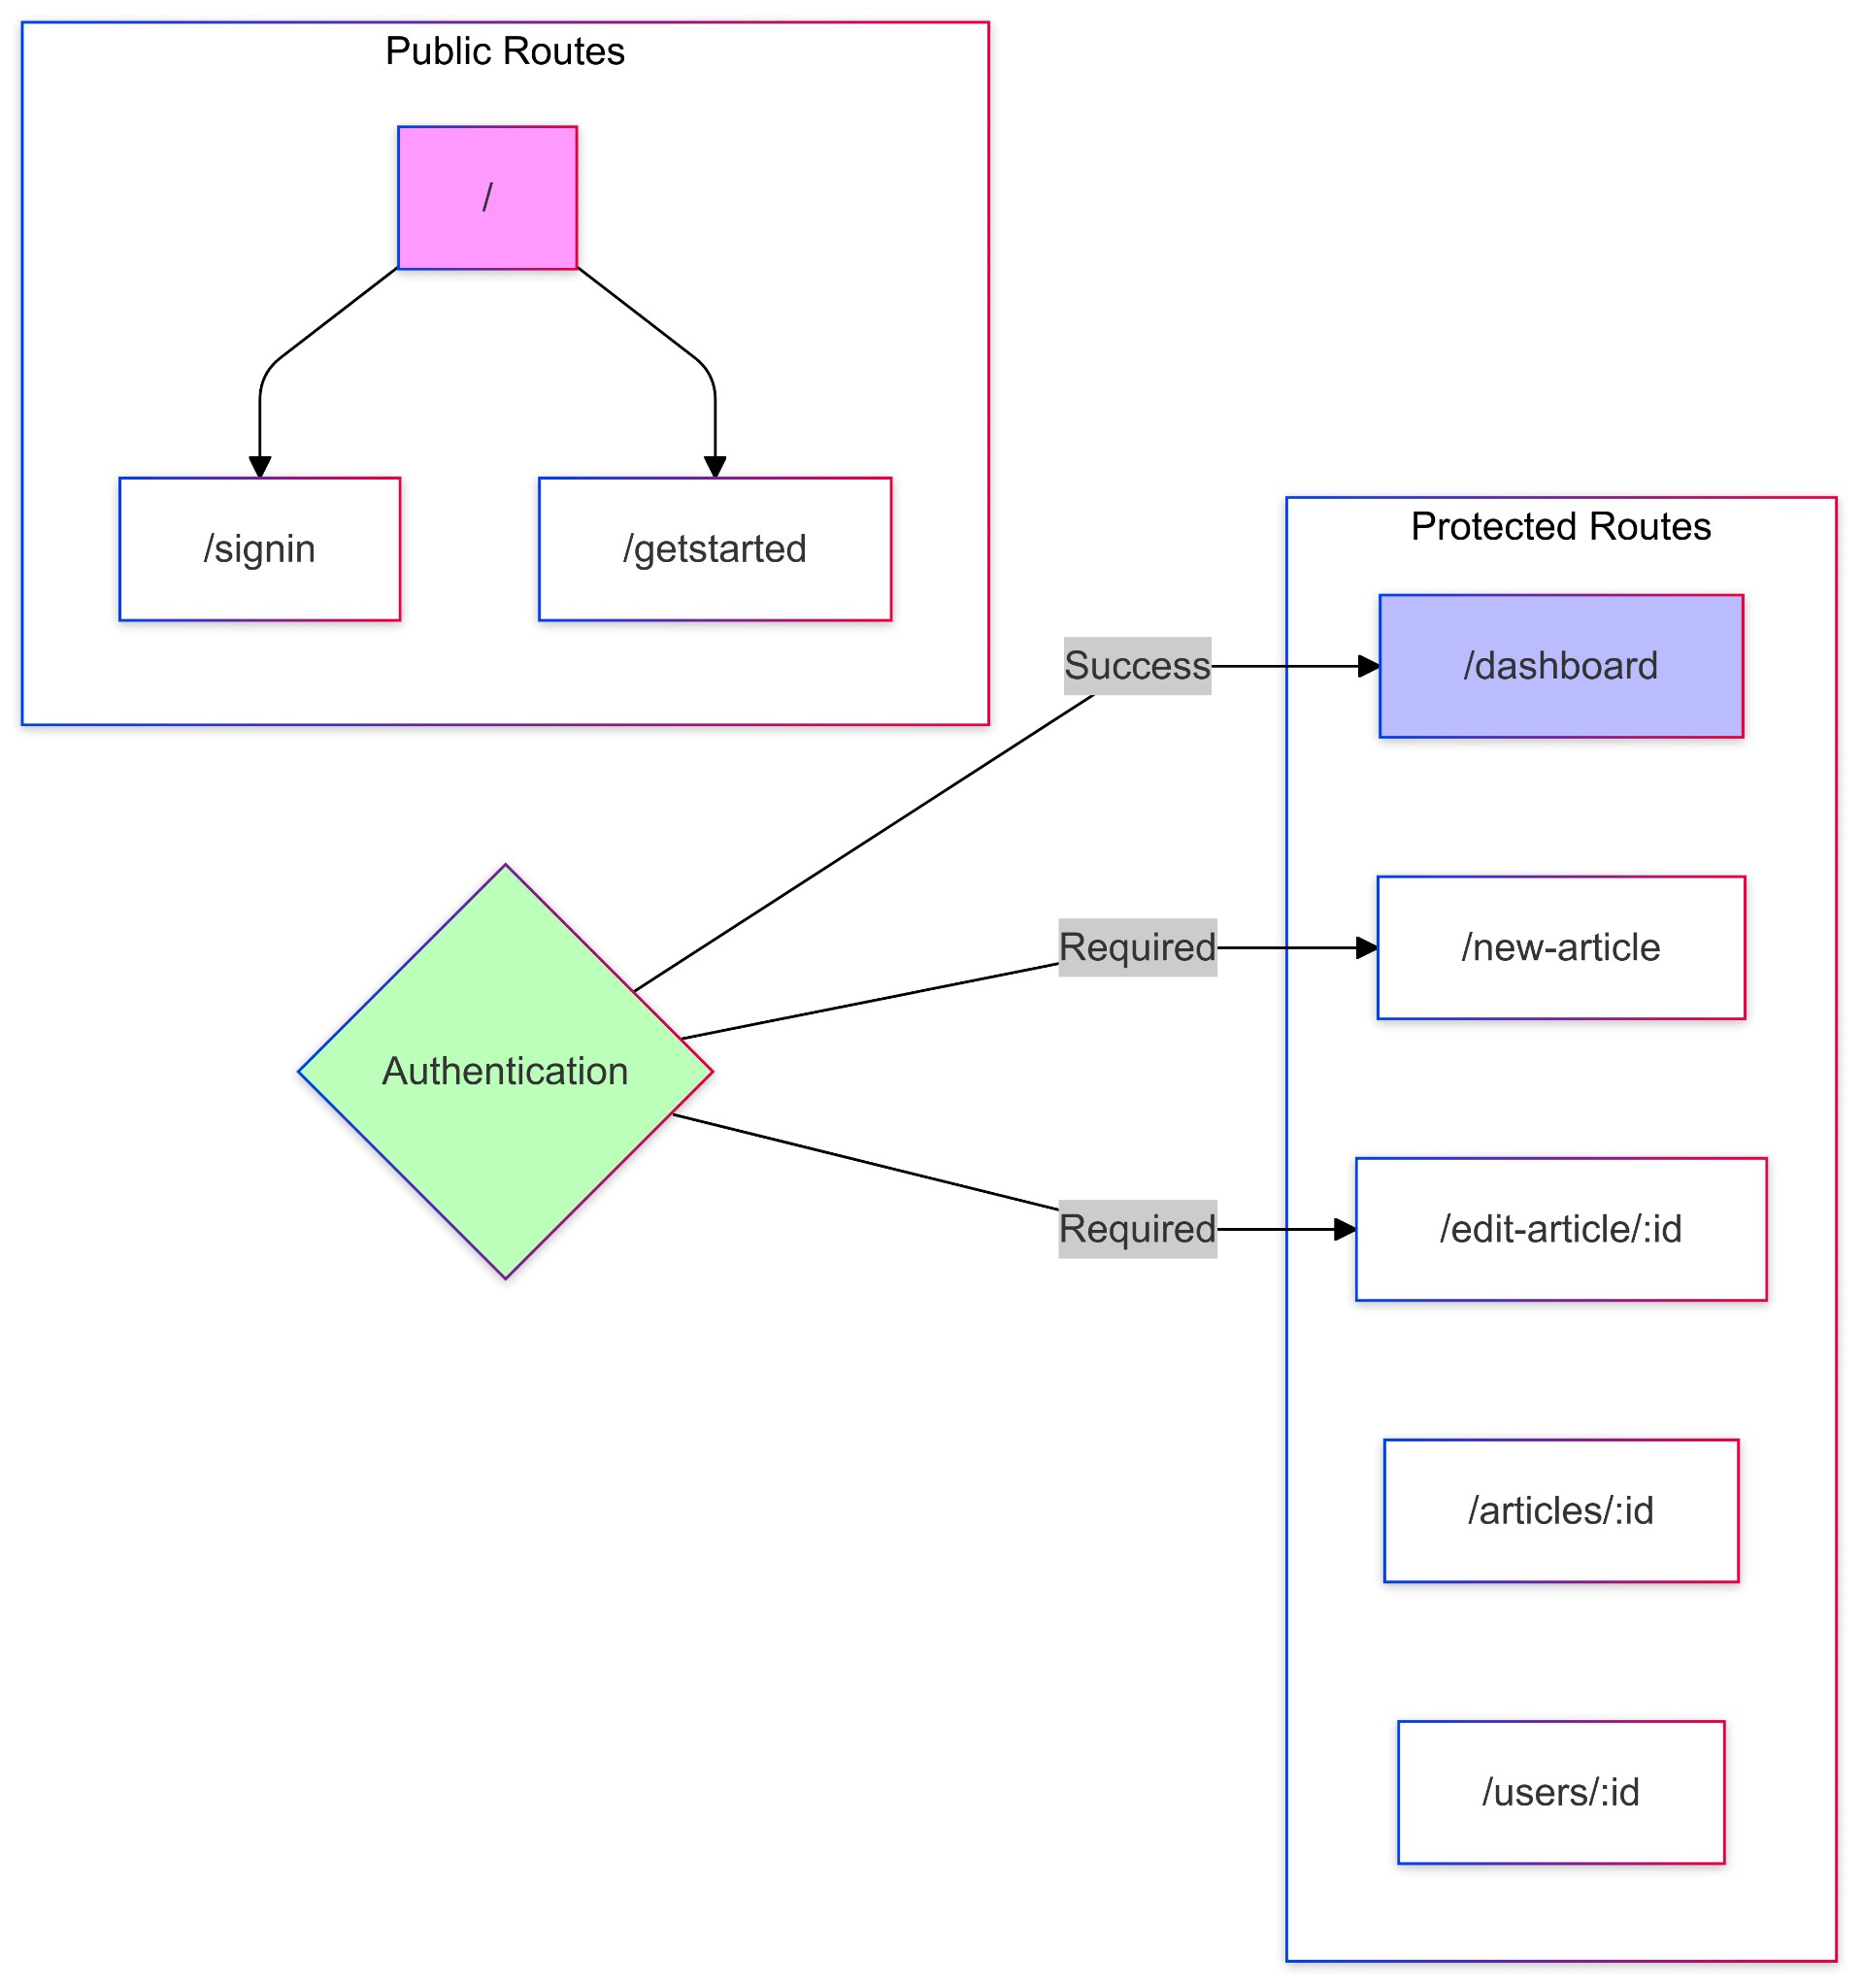 Public Routes
/
/signin
/getstarted
Protected Routes
Success
/dashboard
Required
/new-article
Authentication
Required
/edit-article/:id
/articles/:id
/users/:id